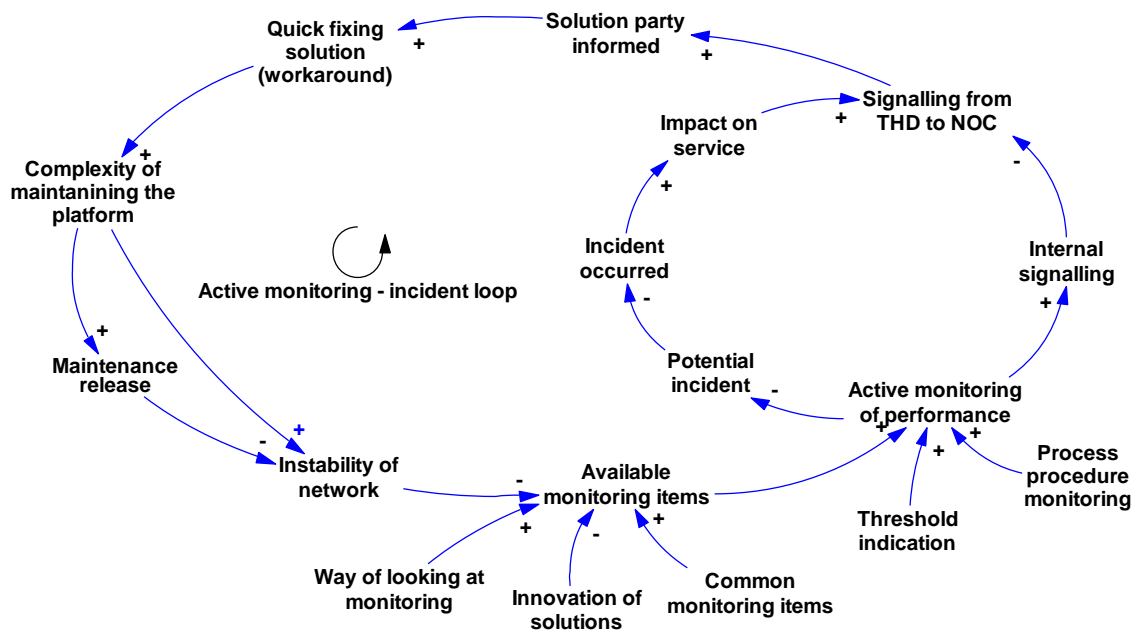 Quick fixing
solution
(workaround)
+
Solution party
informed
+
Signalling from
THD to NOC
+
-
Impact on
service
+
Complexity of
maintanining the
platform
+
Incident
occurred
-
Internal
signalling
+
Active monitoring - incident loop
+
Maintenance
release
Potential
incident
-
Active monitoring
of performance
+
+
+
-
+
Instability of
network
-
Available
monitoring items
+
-
+
Process
procedure
monitoring
Threshold
indication
Way of looking at
monitoring
Innovation of
solutions
Common
monitoring items